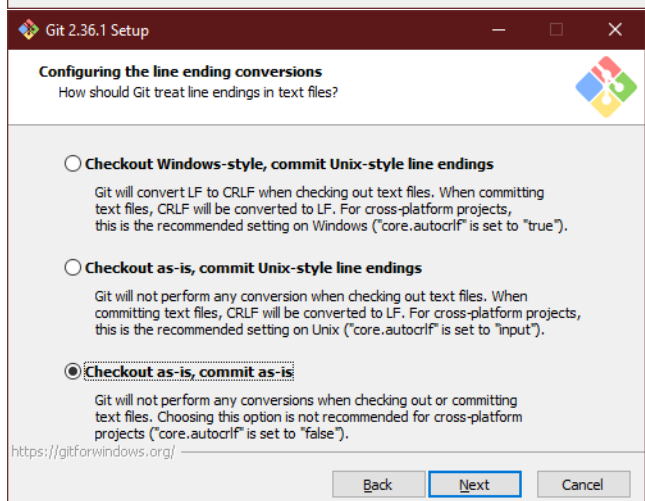 Git 2.36.1 Setup
Configuring the line ending conversions
How should Git treat line endings in text files?
Checkout Windows-style, commit Unix-style line endings
Git will convert LF to CRLF when checking out text files. When committing
text files, CRLF will be converted to LF. For cross-platform projects,
this is the recommended setting on Windows ("core.autocrlf" is set to "true").
Checkout as-is, commit Unix-style line endings
Git will not perform any conversion when checking out text files. When
committing text files, CRLF will be converted to LF. For cross-platform projects,
this is the recommended setting on Unix ("core.autocrlf" is set to "input").
Checkout as-is, commit as-is
Git will not perform any conversions when checking out or committing
text files. Choosing this option is not recommended for cross-platform
projects ("core.autocrlf" is set to "false").
https://gitforwindows.org/
Back Next Cancel